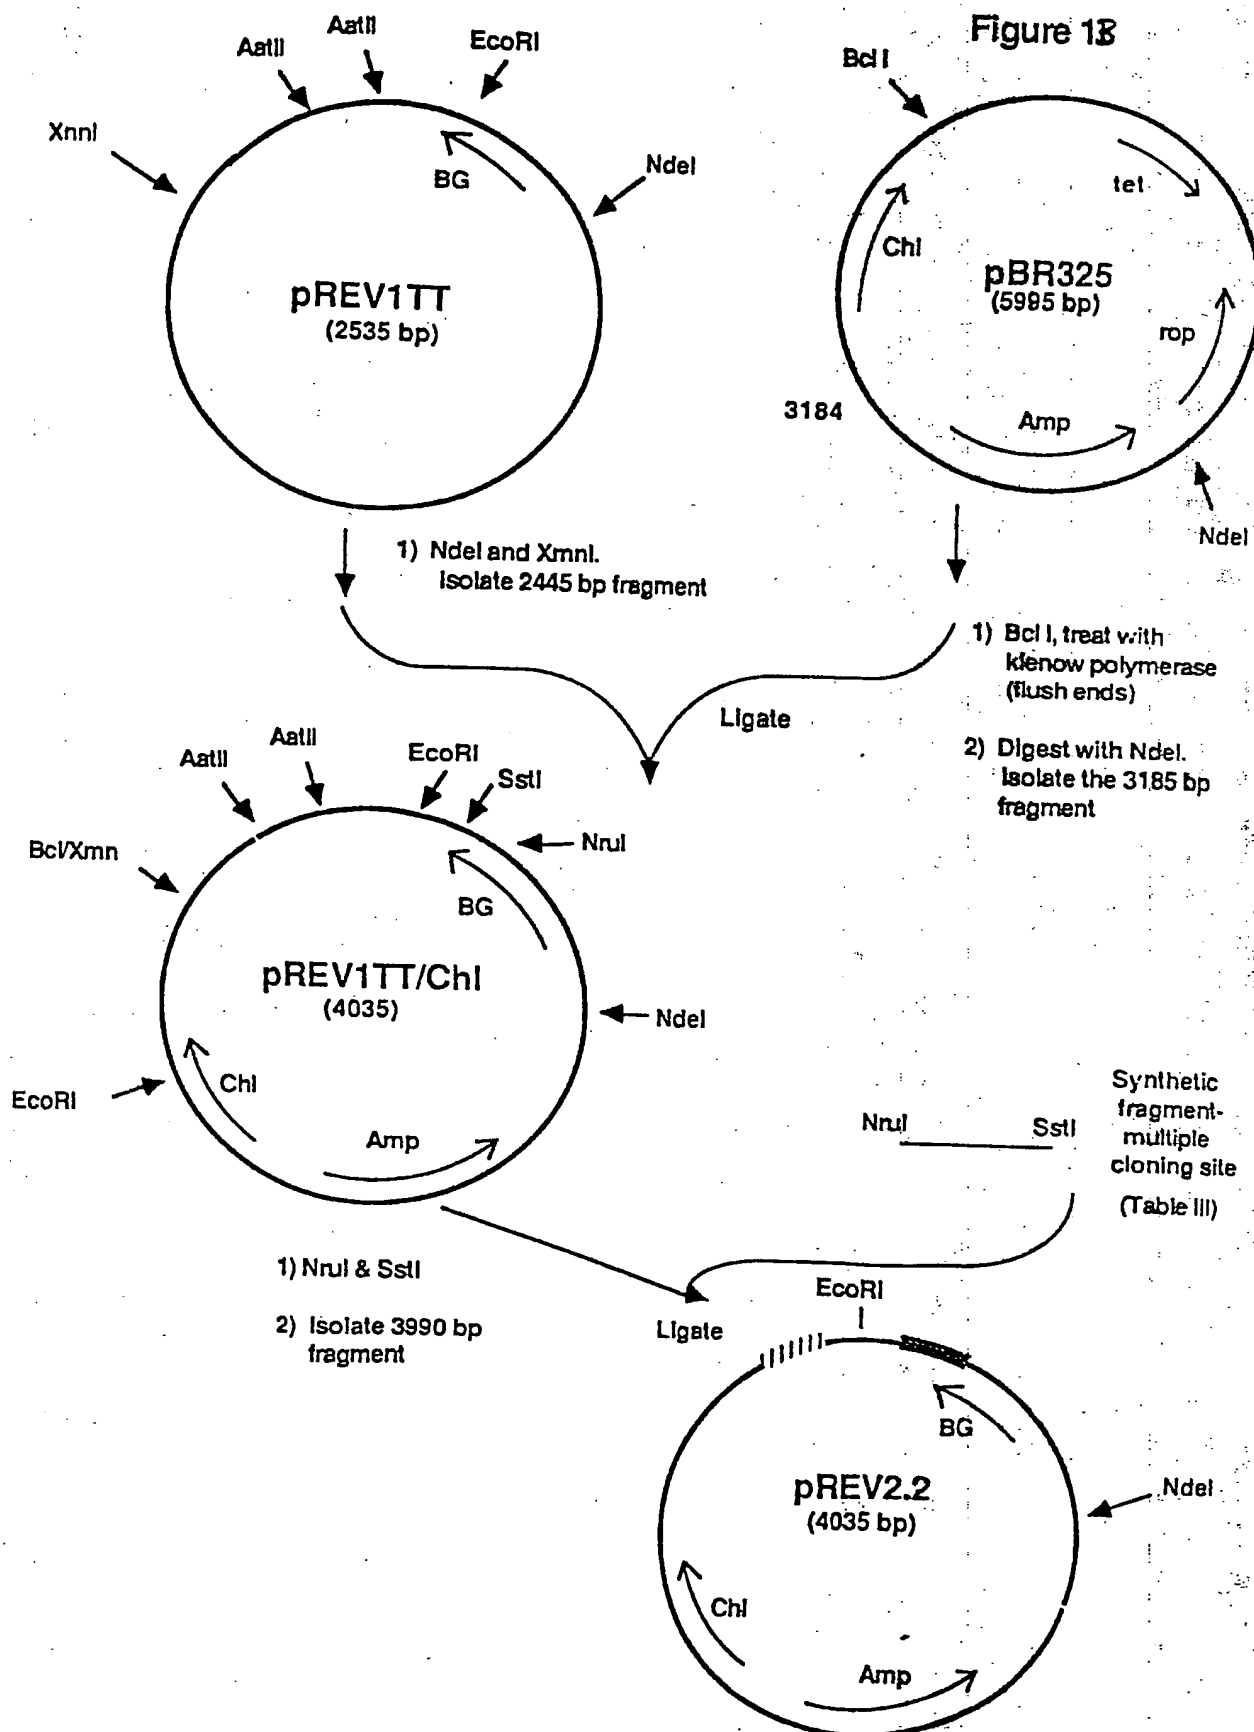 Figure 1B
AatII
AatII
EcoRI
XnnI
BG
NdeI
pREV1TT
(2535 bp)
Bcl I
tet
Chl
pBR325
(5995 bp)
rop
3184
Amp
NdeI
1) NdeI and XmnI.
Isolate 2445 bp fragment
1) Bcl I, treat with
klenow polymerase
(flush ends)
2) Digest with NdeI.
Isolate the 3185 bp
fragment
Ligate
AatII
AatII
EcoRI
SstI
NruI
Bcl/Xmn
BG
pREV1TT/Chl
(4035)
NdeI
EcoRI
Chl
Amp
NruI
SstI
Synthetic
fragment-
multiple
cloning site
(Table III)
1) NruI & SstI
2) Isolate 3990 bp
fragment
Ligate
EcoRI
BG
pREV2.2
(4035 bp)
NdeI
Chl
Amp